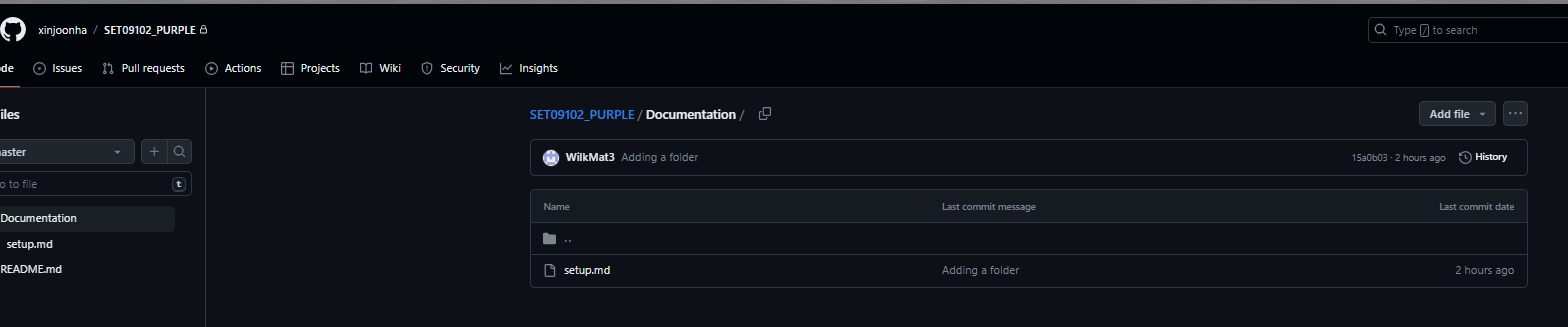 xinjoonha / SET09102_PURPLE
Type / to search
ode Issues Pull requests Actions Projects Wiki Security Insights
iles
SET09102_PURPLE / Documentation /
Add file
aster
WilkMat3 Adding a folder
15a0b03 · 2 hours ago History
o to file t
Name Last commit message Last commit date
Documentation
..
setup.md
setup.md Adding a folder 2 hours ago
README.md